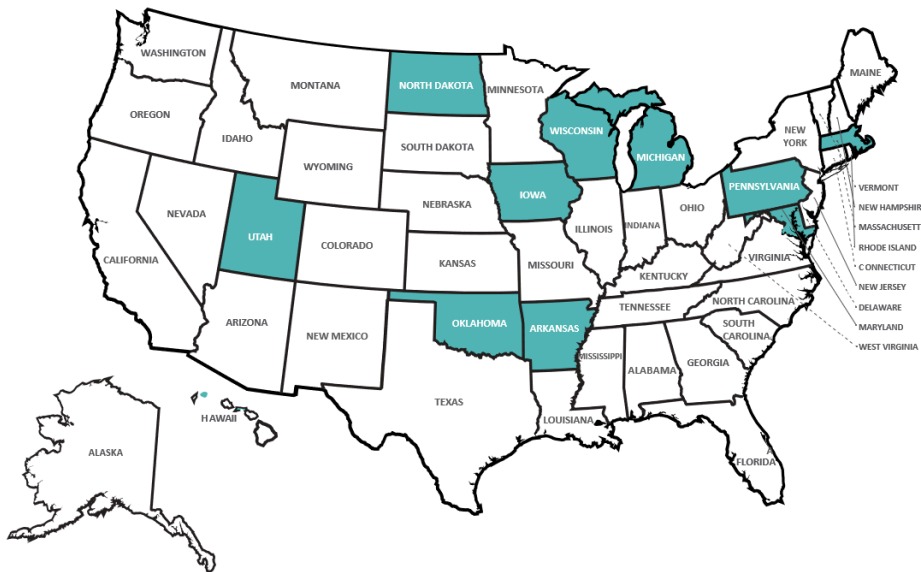 WASHINGTON
OREGON
CALIFORNIA
NEVADA
IDAHO
MONTANA
WYOMING
UTAH
ARIZONA
COLORADO
NEW MEXICO
NORTH DAKOTA
SOUTH DAKOTA
NEBRASKA
KANSAS
OKLAHOMA
TEXAS
MINNESOTA
IOWA
MISSOURI
ARKANSAS
LOUISIANA
WISCONSIN
ILLINOIS
MICHIGAN
INDIANA
OHIO
KENTUCKY
TENNESSEE
MISSISSIPPI
ALABAMA
GEORGIA
FLORIDA
SOUTH
CAROLINA
NORTH CAROLINA
VIRGINIA
PENNSYLVANIA
NEW
YORK
MAINE
VERMONT
NEW HAMPSHIR
MASSACHUSETT
RHODE ISLAND
C ONNECTICUT
NEW JERSEY
DELAWARE
MARYLAND
WEST VIRGINIA
ALASKA
HAWAII